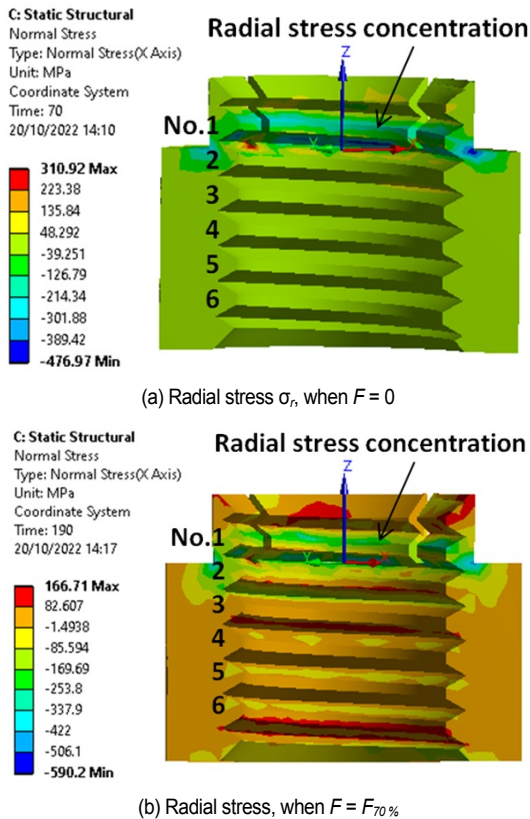 C: Static Structural
Normal Stress
Type: Normal Stress(X Axis)
Unit: MPa
Coordinate System
Time: 70
20/10/2022 14:10
310.92 Max
223.38
135.84
48.292
-39.251
-126.79
-214.34
-301.88
-389.42
-476.97 Min
Radial stress concentration
Z
No.1
X
2
3
4
5
6
(a) Radial stress σr, when F = 0
C: Static Structural
Normal Stress
Type: Normal Stress(X Axis)
Unit: MPa
Coordinate System
Time: 190
20/10/2022 14:17
166.71 Max
82.607
-1.4938
-85.594
-169.69
-253.8
-337.9
-422
-506.1
-590.2 Min
Radial stress concentration
Z
No.1
Y X
2
3
4
5
6
(b) Radial stress, when F = F70 %